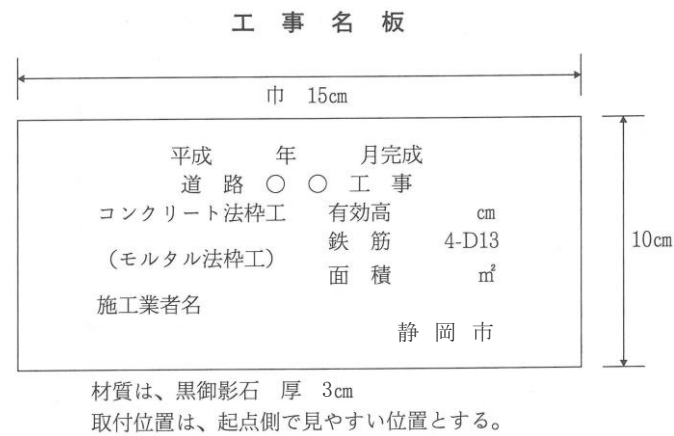 工事名板
巾 15cm
平成 年 月完成
道路○○工事
コンクリート法枠工 有効高 cm
(モルタル法枠工) 鉄筋 4-D13
面積 ㎡
施工業者名
静岡市
10cm
材質は、黒御影石 厚 3cm
取付位置は、起点側で見やすい位置とする。